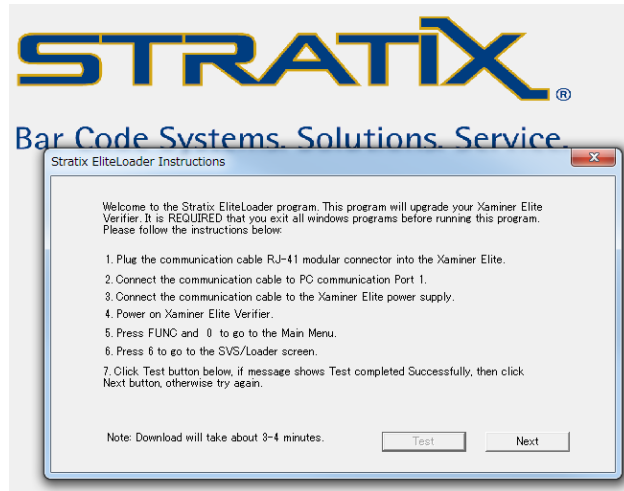 STRATIX®
Bar Code Systems. Solutions. Service.
Stratix EliteLoader Instructions
Welcome to the Stratix EliteLoader program. This program will upgrade your Xaminer Elite
Verifier. It is REQUIRED that you exit all windows programs before running this program.
Please follow the instructions below:
1. Plug the communication cable RJ-41 modular connector into the Xaminer Elite.
2. Connect the communication cable to PC communication Port 1.
3. Connect the communication cable to the Xaminer Elite power supply.
4. Power on Xaminer Elite Verifier.
5. Press FUNC and 0 to go to the Main Menu.
6. Press 6 to go to the SVS/Loader screen.
7. Click Test button below, if message shows Test completed Successfully, then click
Next button, otherwise try again.
Note: Download will take about 3-4 minutes.
Test
Next